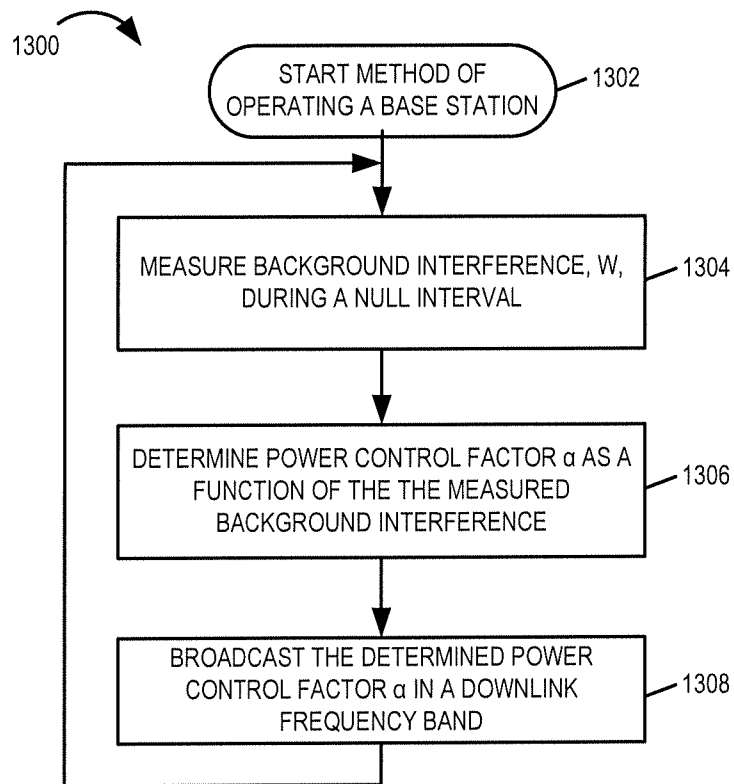 1300
START METHOD OF
OPERATING A BASE STATION
1302
MEASURE BACKGROUND INTERFERENCE, W,
DURING A NULL INTERVAL
1304
DETERMINE POWER CONTROL FACTOR α AS A
FUNCTION OF THE THE MEASURED
BACKGROUND INTERFERENCE
1306
BROADCAST THE DETERMINED POWER
CONTROL FACTOR α IN A DOWNLINK
FREQUENCY BAND
1308